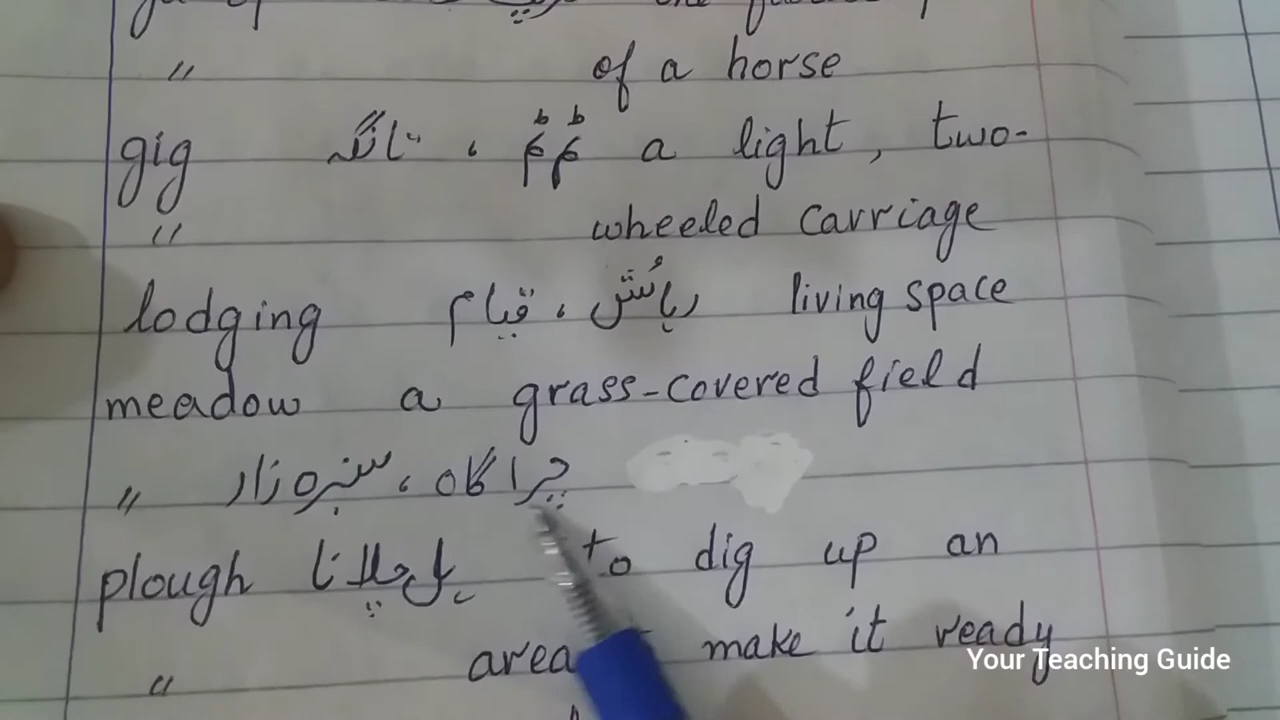 of a horse
gig تانگہ ، ٹم ٹم a light, two-
〃 wheeled carriage
lodging رہائش ، قیام living space
meadow a grass-covered field
〃 چراگاہ ، سبزہ زار
plough ہل چلانا to dig up an
〃 area make it ready
Your Teaching Guide